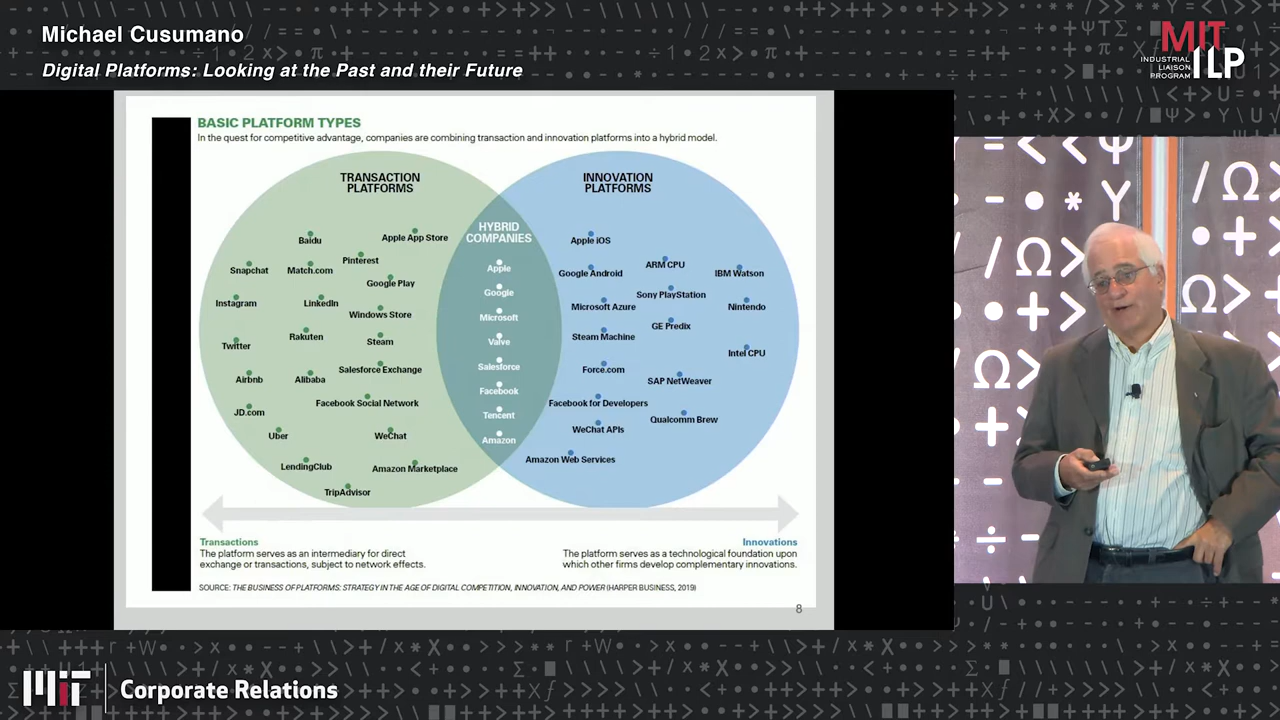 Michael Cusumano
Digital Platforms: Looking at the Past and their Future
MIT
INDUSTRIAL
LIAISON
PROGRAM
ILP
BASIC PLATFORM TYPES
In the quest for competitive advantage, companies are combining transaction and innovation platforms into a hybrid model.
TRANSACTION
PLATFORMS
Baidu
Apple App Store
Pinterest
Snapchat
Match.com
Google Play
Instagram
LinkedIn
Windows Store
Twitter
Rakuten
Steam
Salesforce Exchange
Airbnb
Alibaba
Facebook Social Network
JD.com
Uber
WeChat
LendingClub
Amazon Marketplace
TripAdvisor
HYBRID
COMPANIES
Apple
Google
Microsoft
Valve
Salesforce
Facebook
Tencent
Amazon
INNOVATION
PLATFORMS
Apple iOS
ARM CPU
Google Android
IBM Watson
Sony PlayStation
Microsoft Azure
Nintendo
GE Predix
Steam Machine
Intel CPU
Force.com
SAP NetWeaver
Facebook for Developers
Qualcomm Brew
WeChat APIs
Amazon Web Services
Transactions
The platform serves as an intermediary for direct
exchange or transactions, subject to network effects.
Innovations
The platform serves as a technological foundation upon
which other firms develop complementary innovations.
SOURCE: THE BUSINESS OF PLATFORMS: STRATEGY IN THE AGE OF DIGITAL COMPETITION, INNOVATION, AND POWER (HARPER BUSINESS, 2019)
8
MIT
Corporate Relations